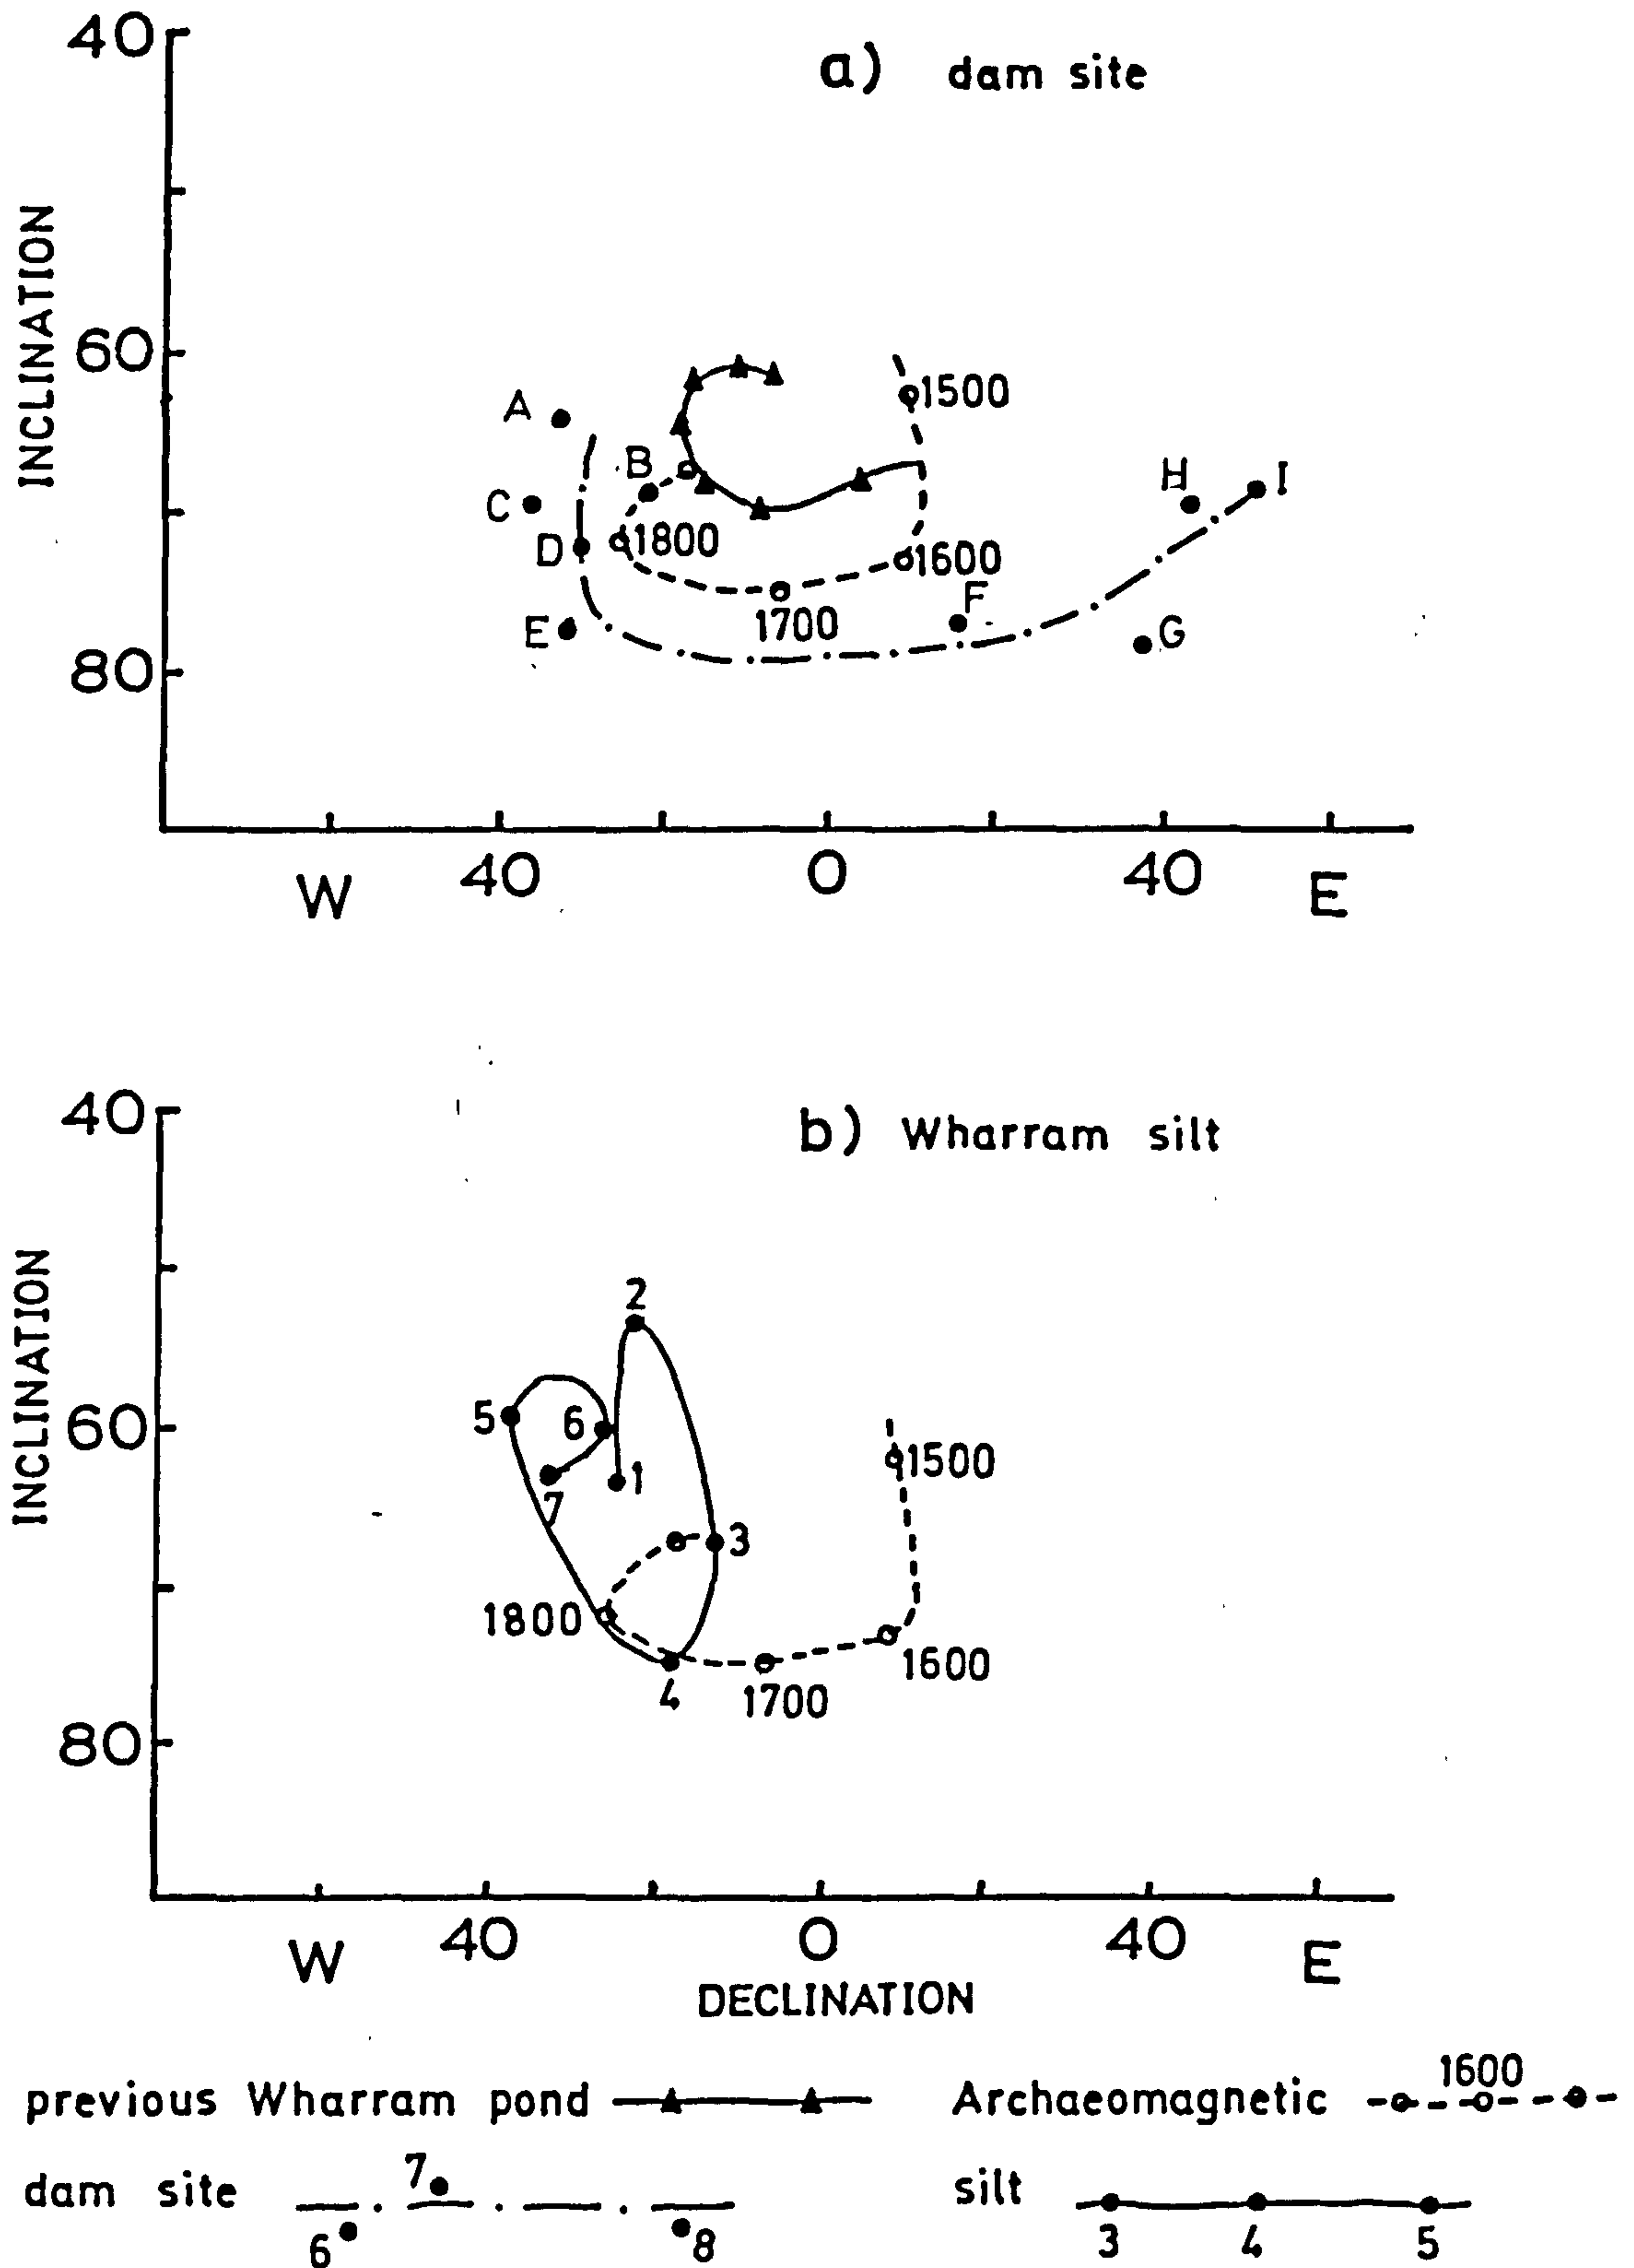 40
a) dam site
INCLINATION
60
A
B
1500
C
H
I
D
1800
1600
F
E
1700
G
80
W
40
0
40
E
40
b) Wharram silt
INCLINATION
2
60
5
6
1500
7
1
3
1800
1600
4
1700
80
W
40
0
40
E
DECLINATION
previous Wharram pond
Archaeomagnetic
1600
dam site
7
6
8
silt
3
4
5